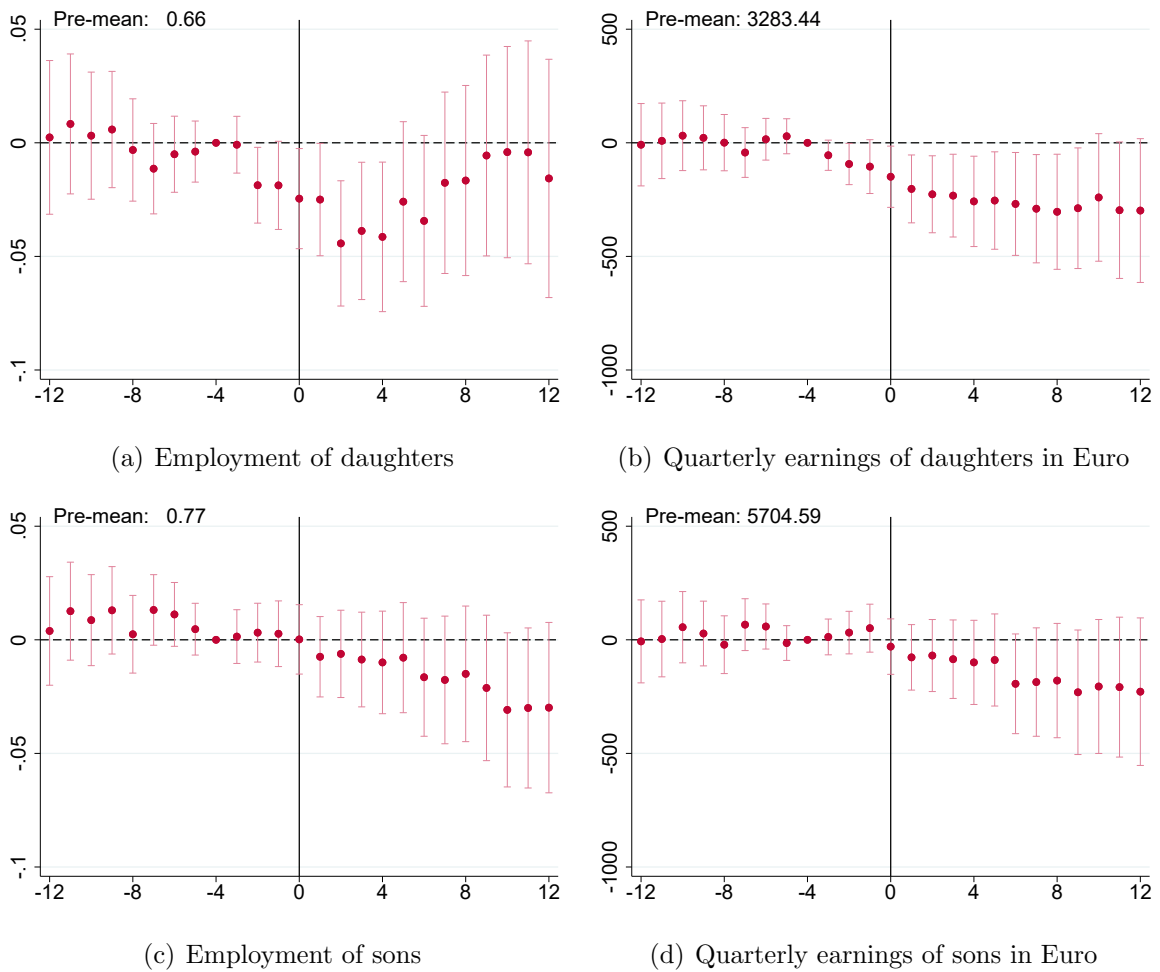 Pre-mean: 0.66
.05
0
-.05
-.1
-12 -8 -4 0 4 8 12
(a) Employment of daughters
Pre-mean: 3283.44
500
0
-500
-1000
-12 -8 -4 0 4 8 12
(b) Quarterly earnings of daughters in Euro
Pre-mean: 0.77
.05
0
-.05
-.1
-12 -8 -4 0 4 8 12
(c) Employment of sons
Pre-mean: 5704.59
500
0
-500
-1000
-12 -8 -4 0 4 8 12
(d) Quarterly earnings of sons in Euro